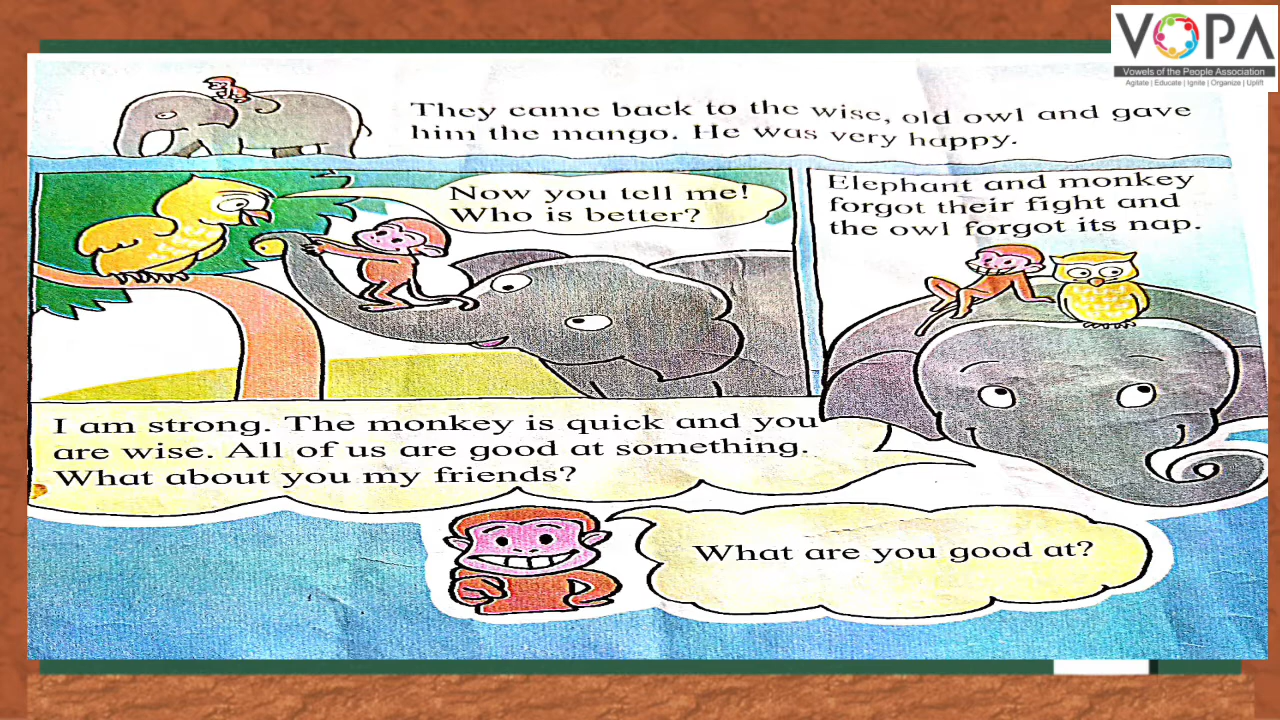 VOPA
Vowels of the People Association
Agitate | Educate | Ignite | Organize | Uplift
They came back to the wise, old owl and gave
him the mango. He was very happy.
Now you tell me!
Who is better?
Elephant and monkey
forgot their fight and
the owl forgot its nap.
I am strong. The monkey is quick and you
are wise. All of us are good at something.
What about you my friends?
What are you good at?